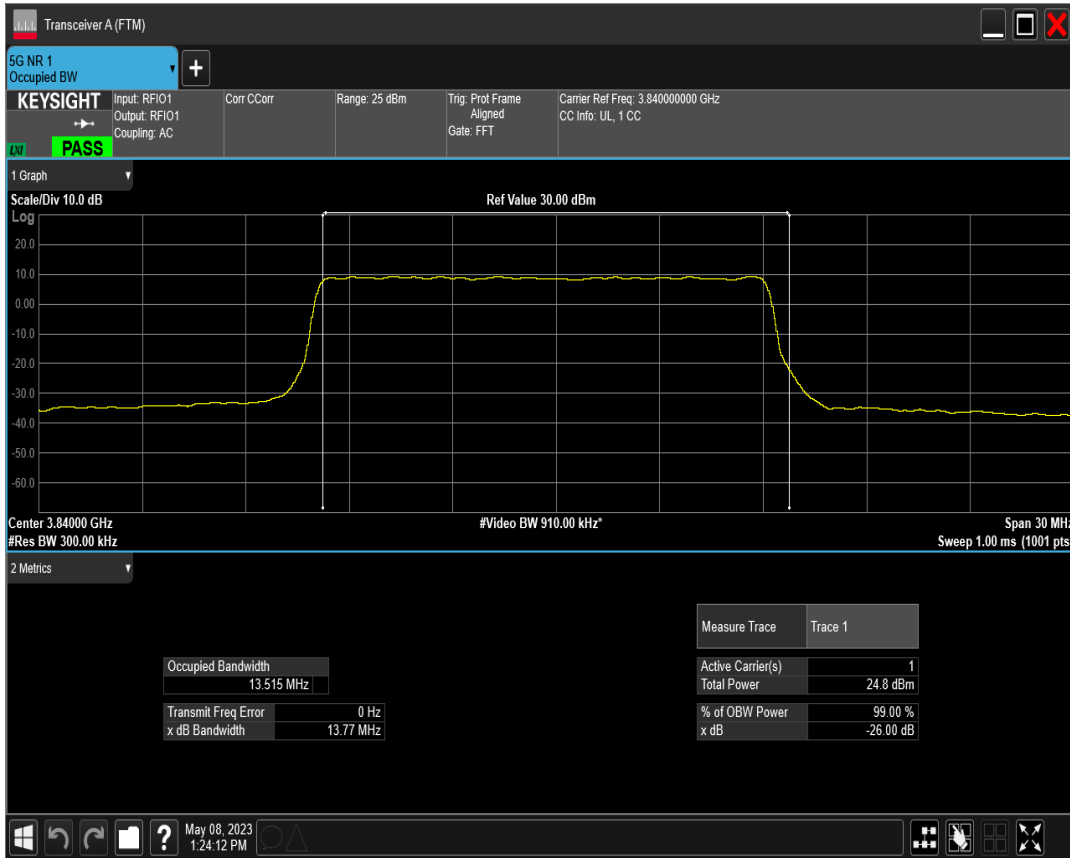 Transceiver A (FTM)
5G NR 1
Occupied BW
+
KEYSIGHT
LXI
PASS
Input: RFIO1
Output: RFIO1
Coupling: AC
Corr CCorr
Range: 25 dBm
Trig: Prot Frame
Aligned
Gate: FFT
Carrier Ref Freq: 3.840000000 GHz
CC Info: UL, 1 CC
1 Graph
Scale/Div 10.0 dB
Ref Value 30.00 dBm
Log
20.0
10.0
0.00
-10.0
-20.0
-30.0
-40.0
-50.0
-60.0
Center 3.84000 GHz
#Video BW 910.00 kHz*
Span 30 MHz
#Res BW 300.00 kHz
Sweep 1.00 ms (1001 pts
2 Metrics
Measure Trace Trace 1
Occupied Bandwidth
13.515 MHz
Active Carrier(s) 1
Total Power 24.8 dBm
Transmit Freq Error 0 Hz
x dB Bandwidth 13.77 MHz
% of OBW Power 99.00 %
x dB -26.00 dB
?
May 08, 2023
1:24:12 PM